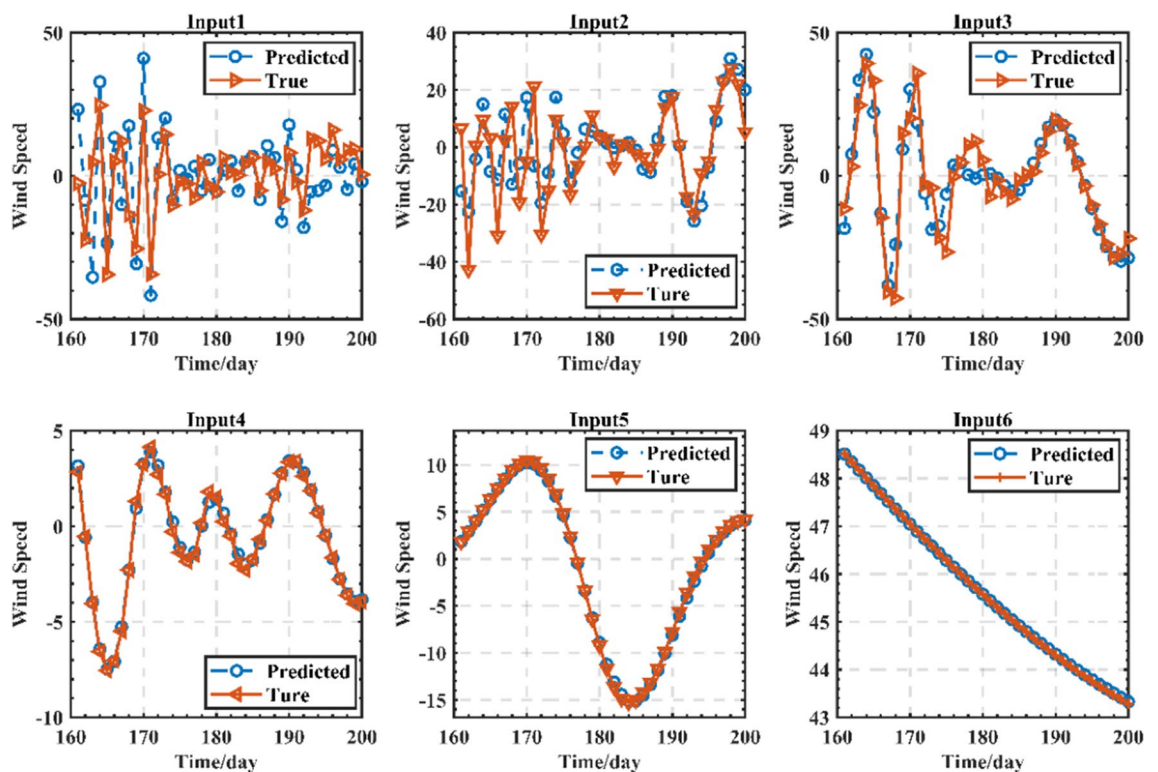 Input1
50
0
-50
Wind Speed
Predicted
True
160 170 180 190 200
Time/day
Input2
40
20
0
-20
-40
-60
Wind Speed
Predicted
Ture
160 170 180 190 200
Time/day
Input3
50
0
-50
Wind Speed
Predicted
True
160 170 180 190 200
Time/day
Input4
5
0
-5
-10
Wind Speed
Predicted
Ture
160 170 180 190 200
Time/day
Input5
10
5
0
-5
-10
-15
Wind Speed
Predicted
Ture
160 170 180 190 200
Time/day
Input6
49
48
47
46
45
44
43
Wind Speed
Predicted
Ture
160 170 180 190 200
Time/day